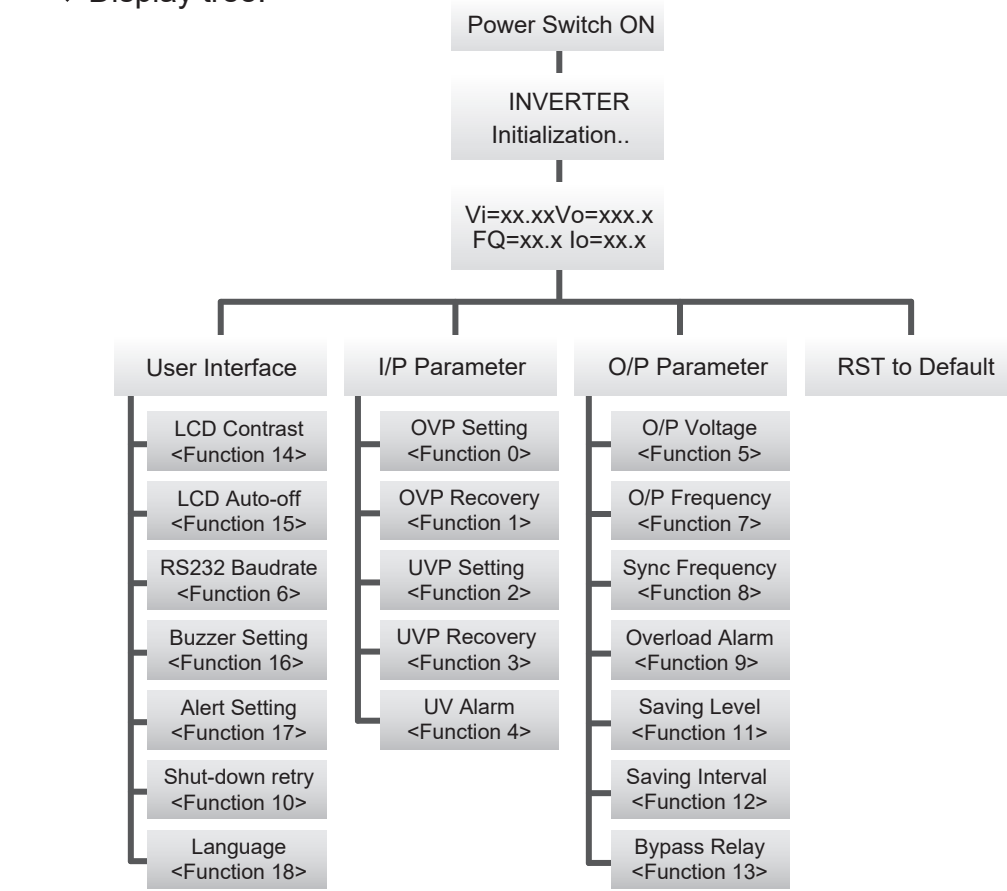 Display tree:
Power Switch ON
INVERTER
Initialization..
Vi=xx.xxVo=xxx.x
FQ=xx.x Io=xx.x
User Interface
LCD Contrast
<Function 14>
LCD Auto-off
<Function 15>
RS232 Baudrate
<Function 6>
Buzzer Setting
<Function 16>
Alert Setting
<Function 17>
Shut-down retry
<Function 10>
Language
<Function 18>
I/P Parameter
OVP Setting
<Function 0>
OVP Recovery
<Function 1>
UVP Setting
<Function 2>
UVP Recovery
<Function 3>
UV Alarm
<Function 4>
O/P Parameter
O/P Voltage
<Function 5>
O/P Frequency
<Function 7>
Sync Frequency
<Function 8>
Overload Alarm
<Function 9>
Saving Level
<Function 11>
Saving Interval
<Function 12>
Bypass Relay
<Function 13>
RST to Default